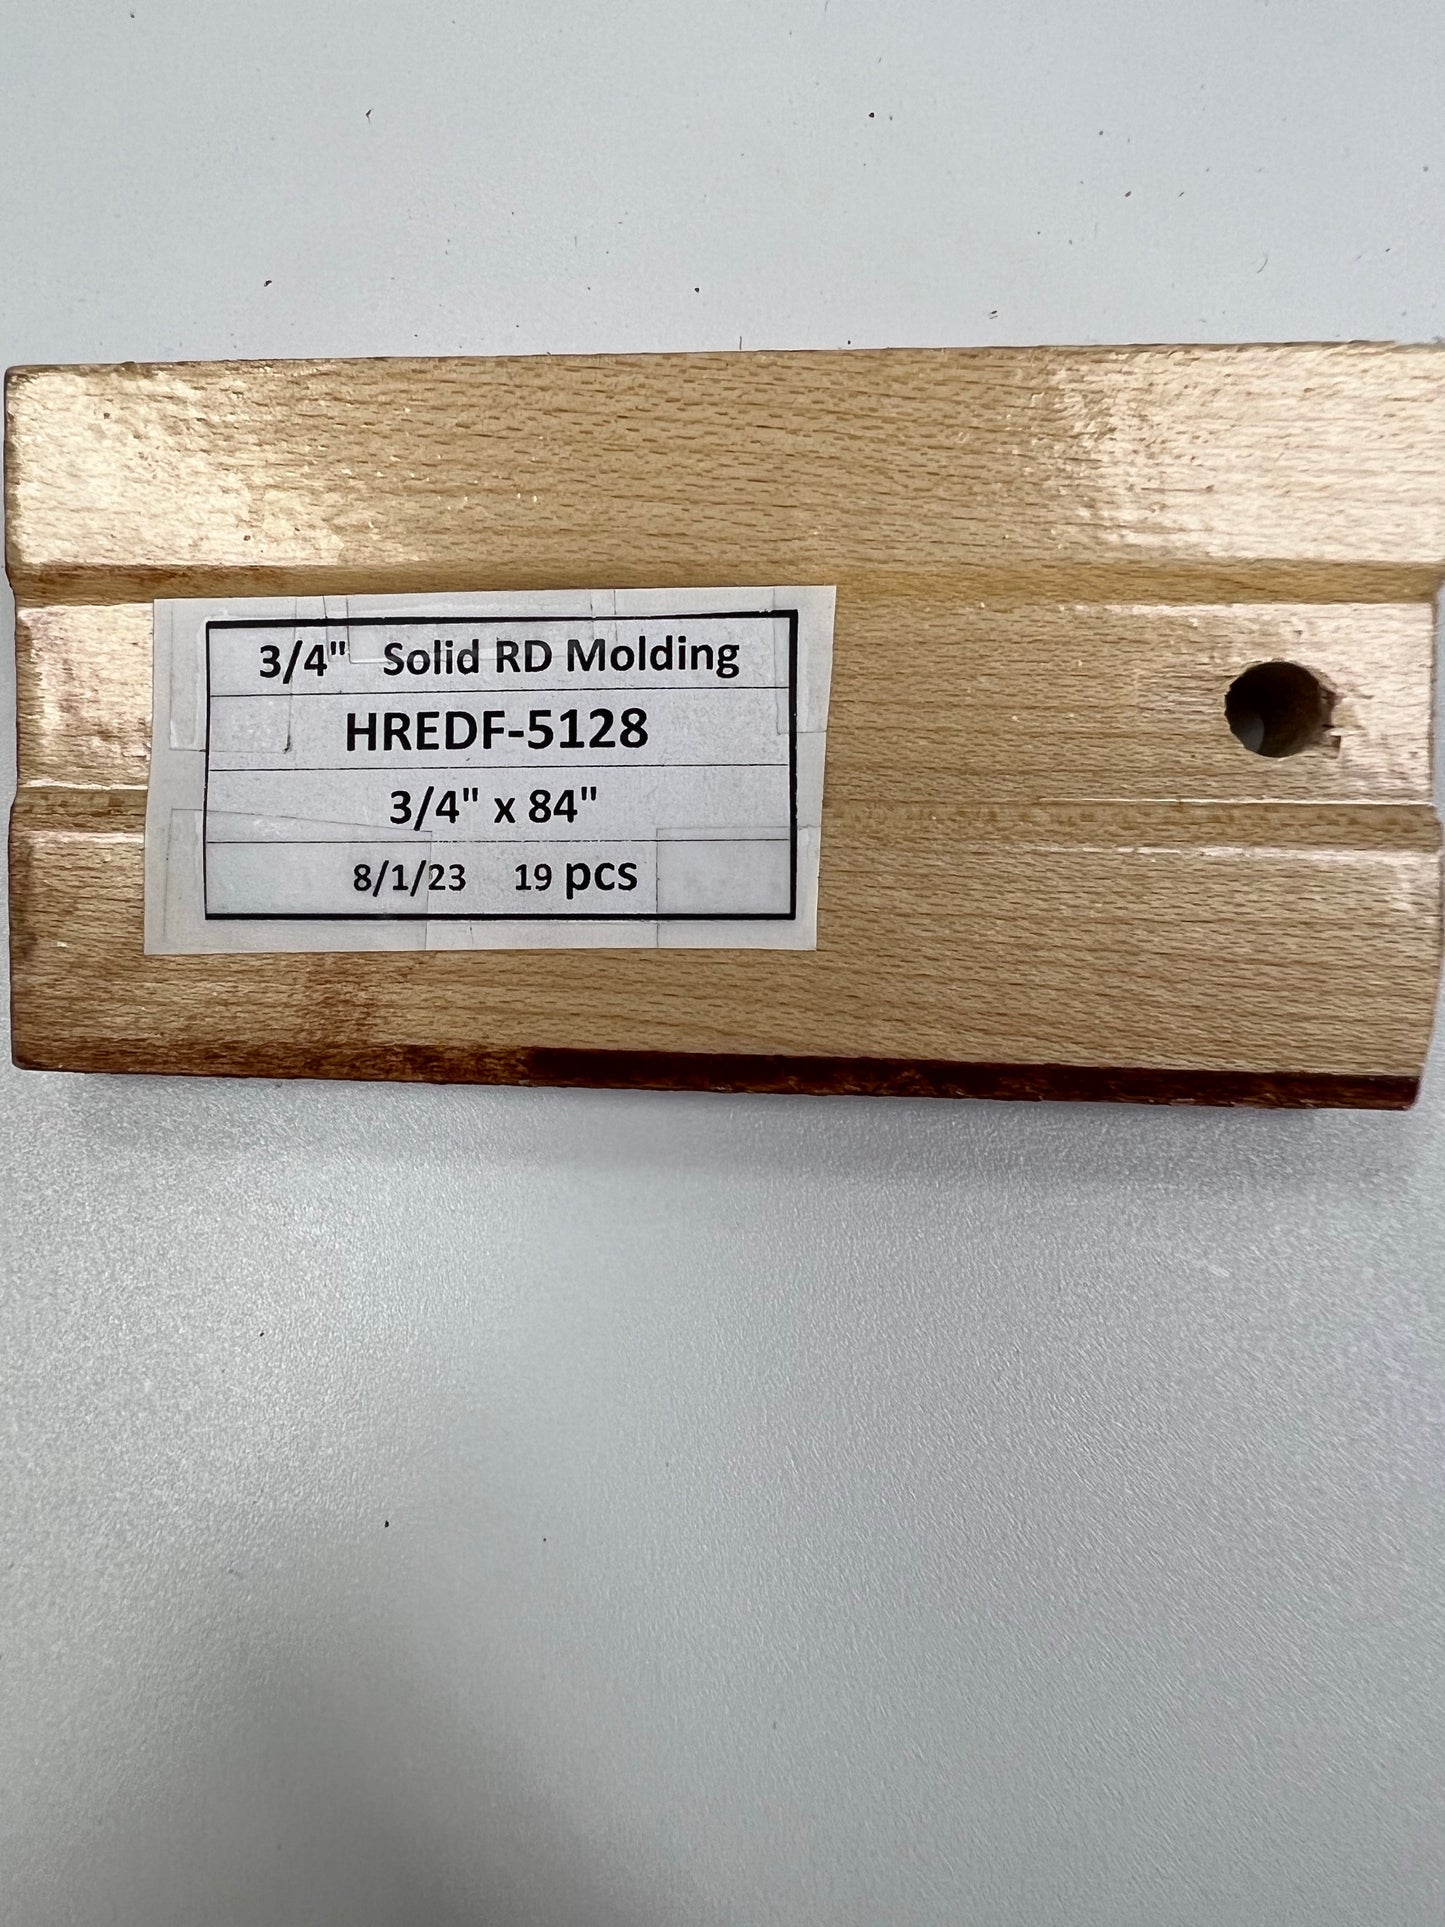 3/4" Solid RD Molding
HREDF-5128
3/4" x 84"
8/1/23 19 pcs